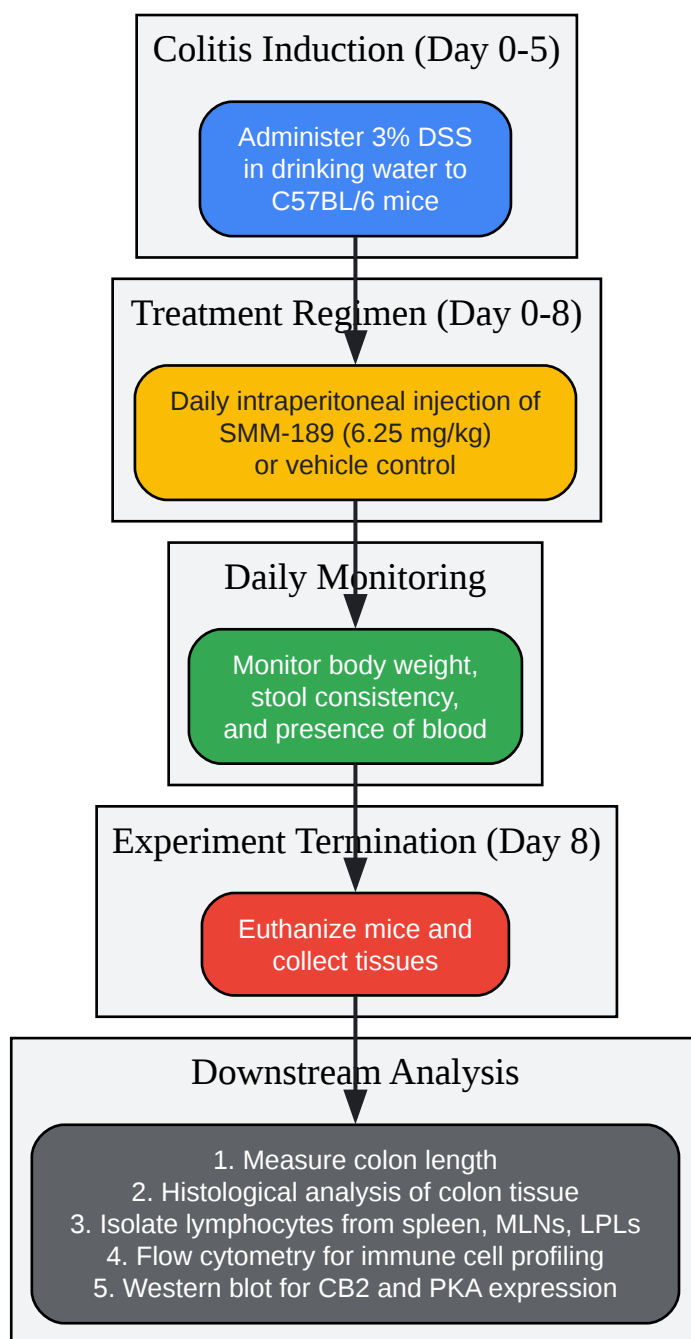 Colitis Induction (Day 0-5)
Administer 3% DSS
in drinking water to
C57BL/6 mice
Treatment Regimen (Day 0-8)
Daily intraperitoneal injection of
SMM-189 (6.25 mg/kg)
or vehicle control
Daily Monitoring
Monitor body weight,
stool consistency,
and presence of blood
Experiment Termination (Day 8)
Euthanize mice and
collect tissues
Downstream Analysis
1. Measure colon length
2. Histological analysis of colon tissue
3. Isolate lymphocytes from spleen, MLNs, LPLs
4. Flow cytometry for immune cell profiling
5. Western blot for CB2 and PKA expression